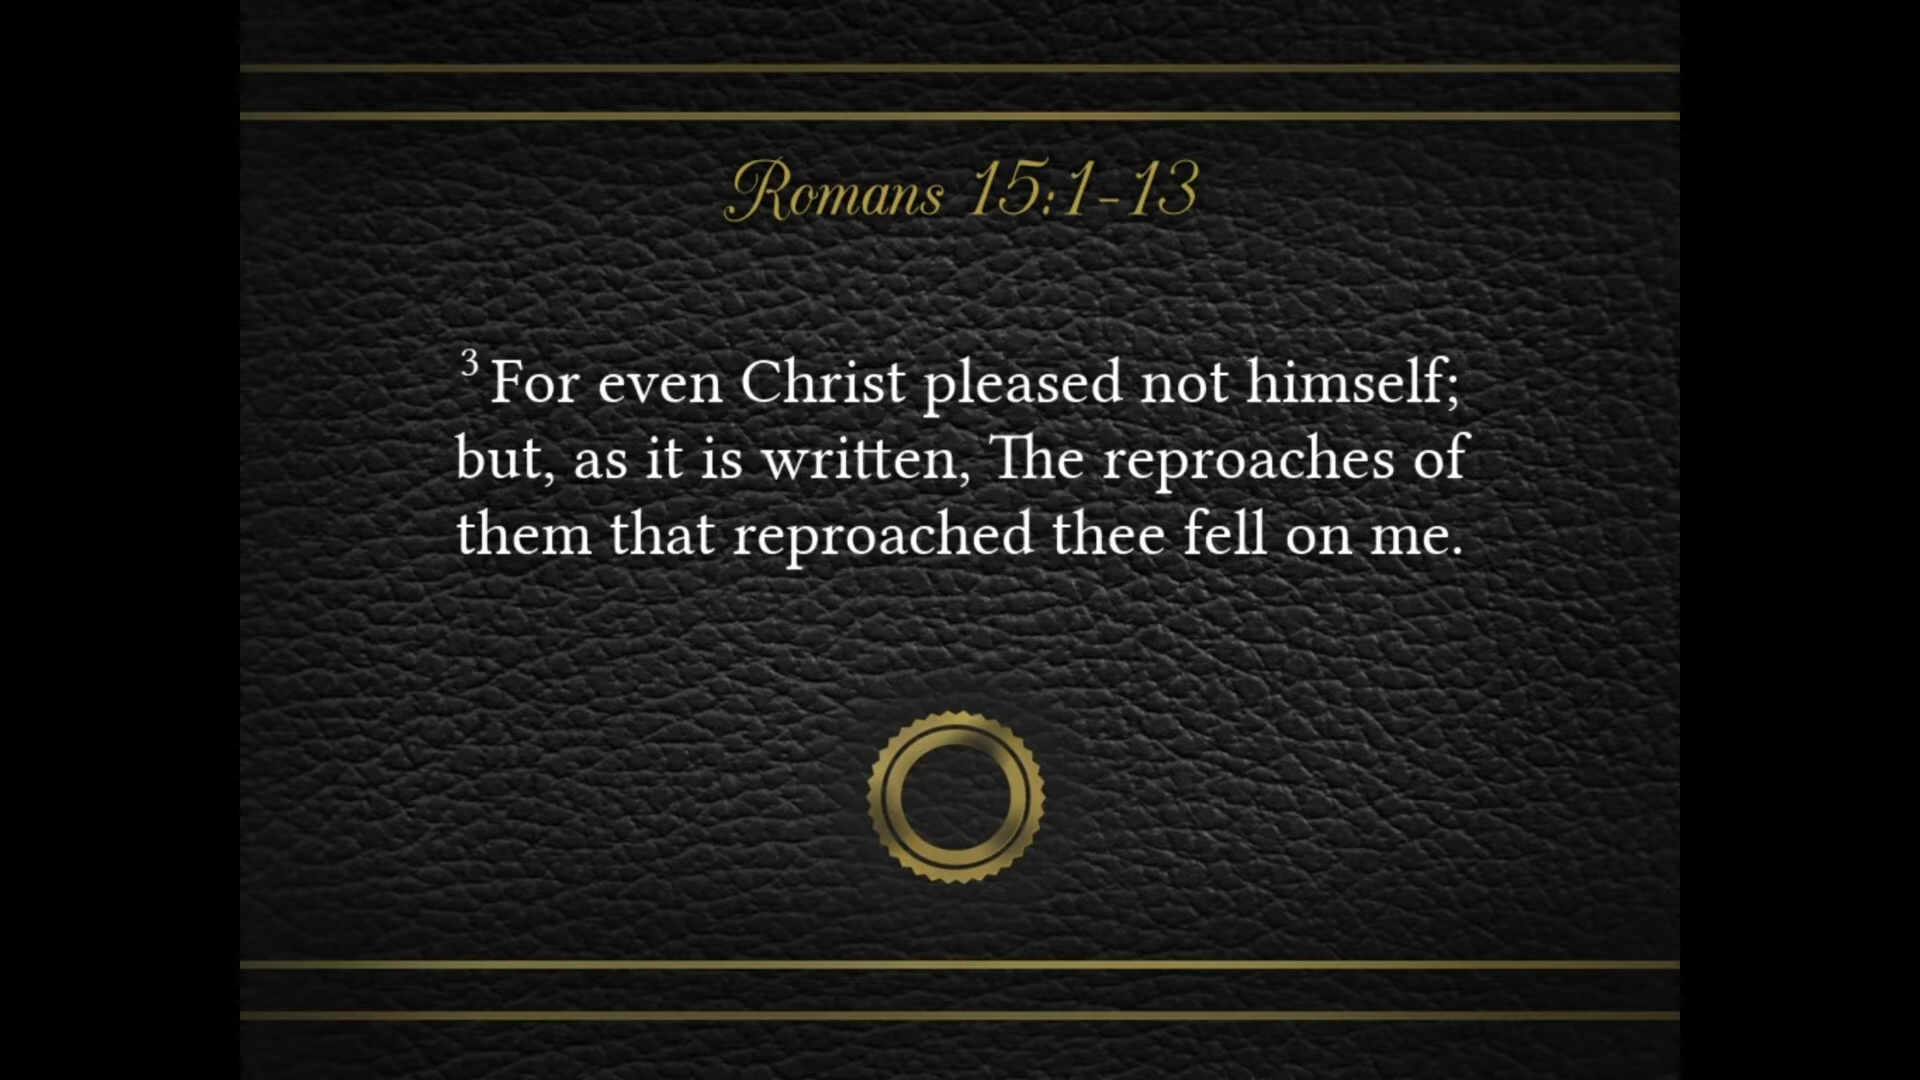 Romans 15:1-13
3 For even Christ pleased not himself;
but, as it is written, The reproaches of
them that reproached thee fell on me.